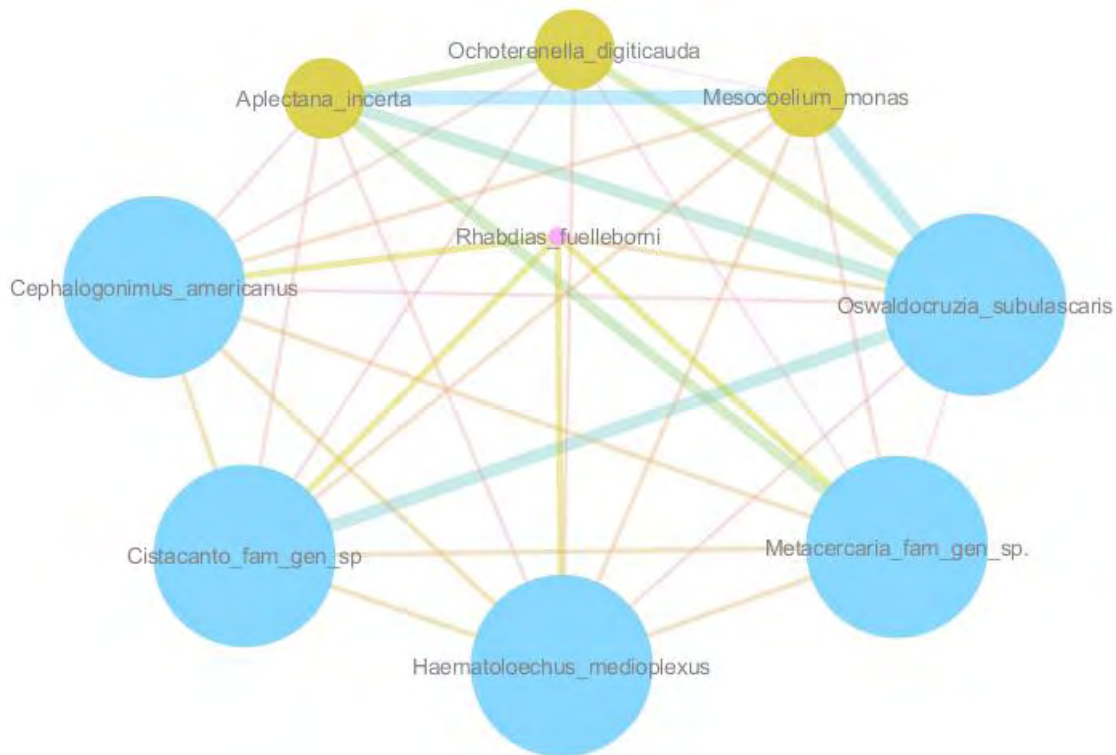 Ochoterenella_digiticauda
Aplectana_incerta
Mesocoelium_monas
Rhabdias_fuelleborni
Cephalogonimus_americanus
Oswaldocruzia_subulascaris
Cistacanto_fam_gen_sp
Metacercaria_fam_gen_sp.
Haematoloechus_medioplexus